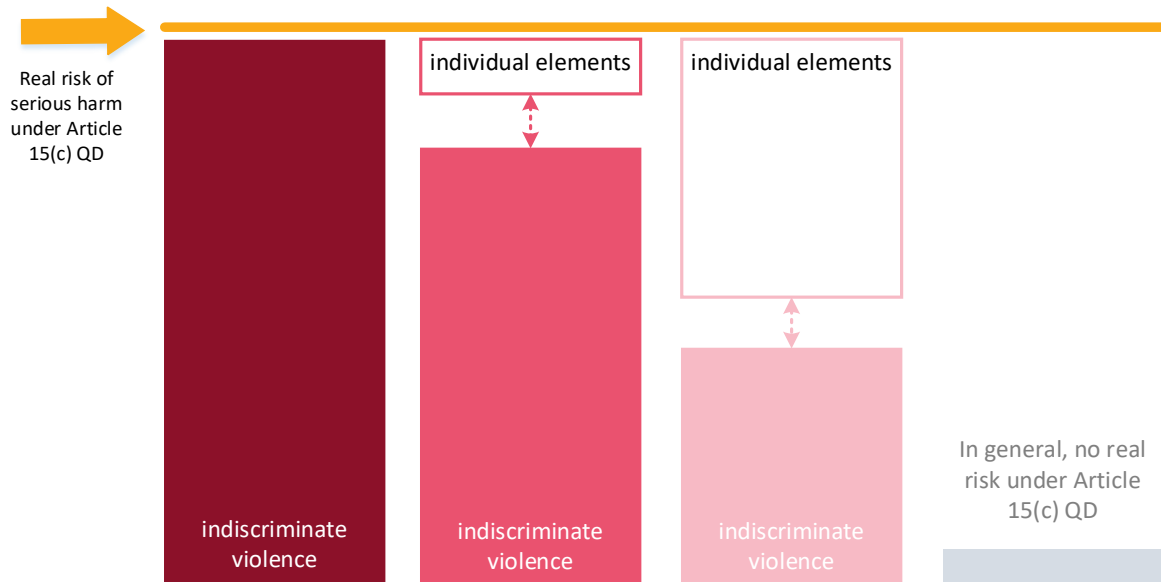 Real risk of
serious harm
under Article
15(c) QD
individual elements
individual elements
indiscriminate
violence
indiscriminate
violence
indiscriminate
violence
In general, no real
risk under Article
15(c) QD